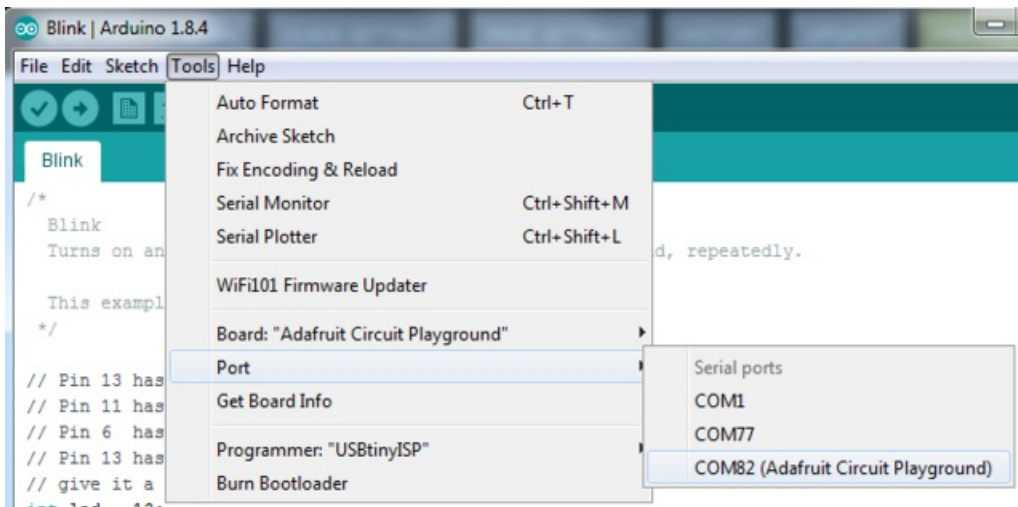 Blink | Arduino 1.8.4
File Edit Sketch Tools Help
Auto Format Ctrl+T
Archive Sketch
Fix Encoding & Reload
Serial Monitor Ctrl+Shift+M
Serial Plotter Ctrl+Shift+L
WiFi101 Firmware Updater
Board: "Adafruit Circuit Playground"
Port
Get Board Info
Programmer: "USBtinyISP"
Burn Bootloader
Serial ports
COM1
COM77
COM82 (Adafruit Circuit Playground)
Blink
/*
Blink
Turns on an d, repeatedly.
This exampl
*/
// Pin 13 has
// Pin 11 has
// Pin 6 has
// Pin 13 has
// give it a